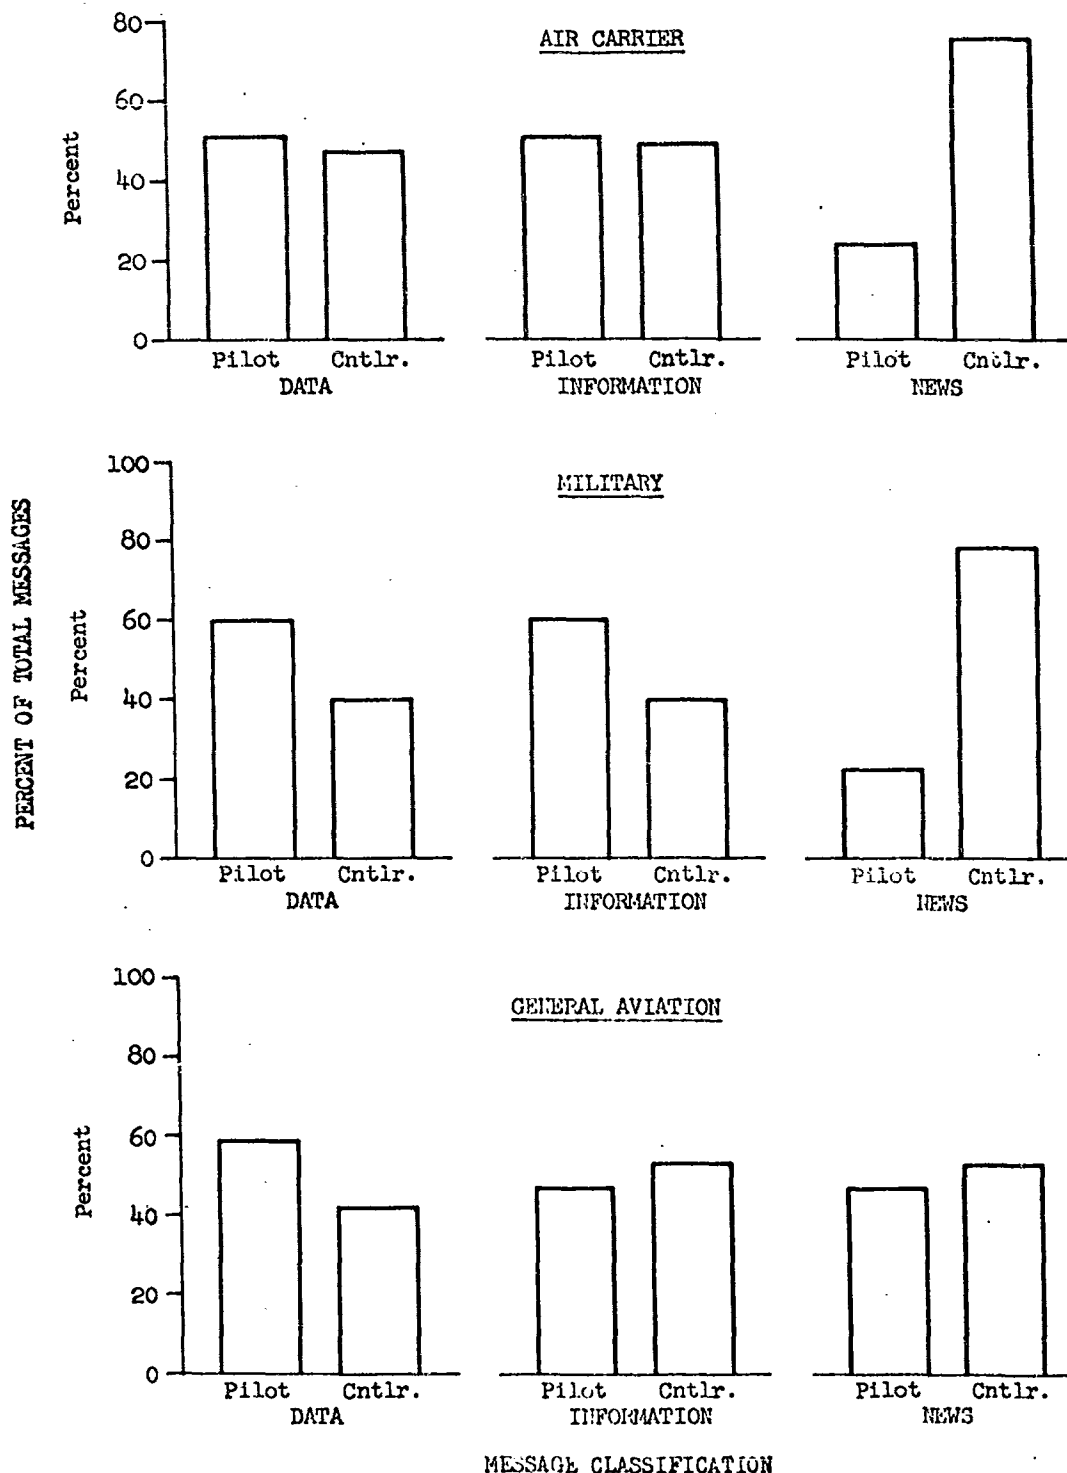 PERCENT OF TOTAL MESSAGES
AIR CARRIER
Percent
80
60
40
20
0
Pilot Cntlr. Pilot Cntlr. Pilot Cntlr.
DATA INFORMATION NEWS
MILITARY
Percent
100
80
60
40
20
0
Pilot Cntlr. Pilot Cntlr. Pilot Cntlr.
DATA INFORMATION NEWS
GENERAL AVIATION
Percent
100
80
60
40
20
0
Pilot Cntlr. Pilot Cntlr. Pilot Cntlr.
DATA INFORMATION NEWS
MESSAGE CLASSIFICATION